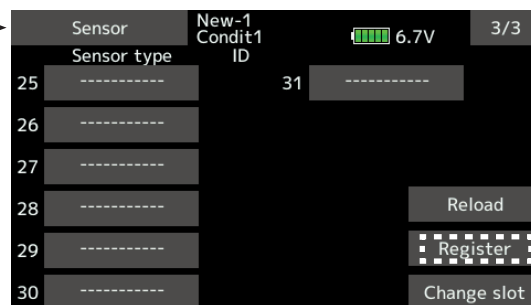 Sensor New-1 6.7V 3/3
Condit1
Sensor type ID
25 ----------- 31 -----------
26 -----------
27 -----------
28 ----------- Reload
29 ----------- Register
30 ----------- Change slot